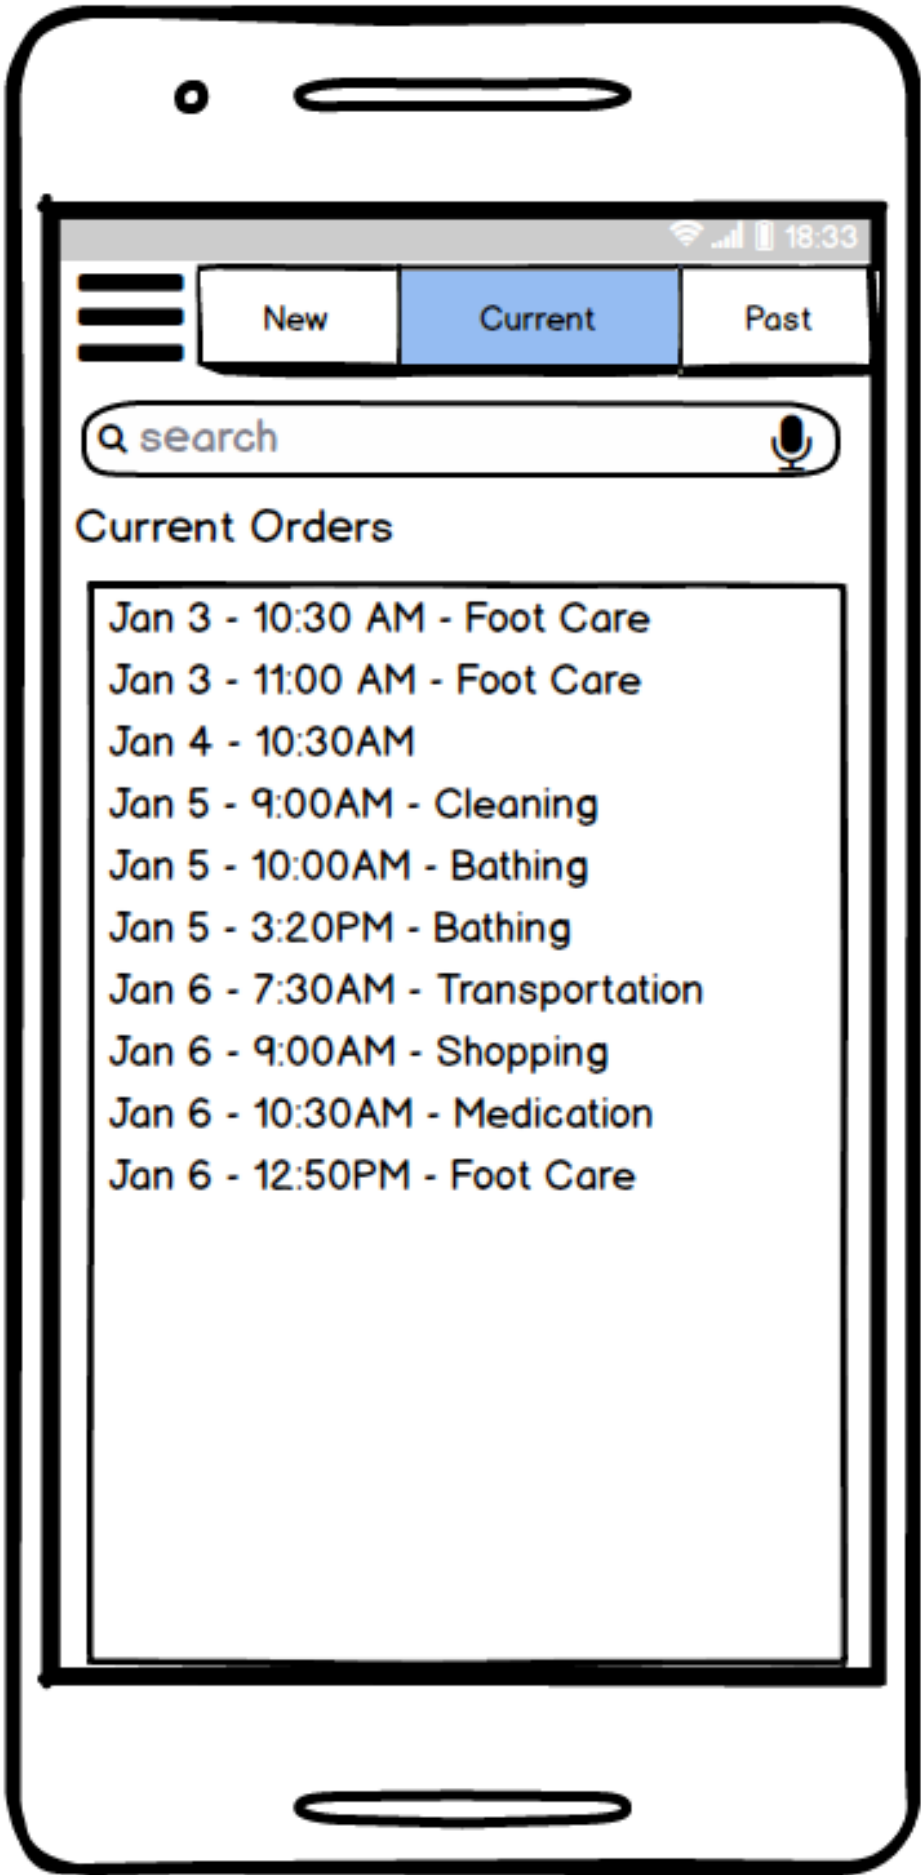 18:33
New Current Past
search
Current Orders
Jan 3 - 10:30 AM - Foot Care
Jan 3 - 11:00 AM - Foot Care
Jan 4 - 10:30AM
Jan 5 - 9:00AM - Cleaning
Jan 5 - 10:00AM - Bathing
Jan 5 - 3:20PM - Bathing
Jan 6 - 7:30AM - Transportation
Jan 6 - 9:00AM - Shopping
Jan 6 - 10:30AM - Medication
Jan 6 - 12:50PM - Foot Care